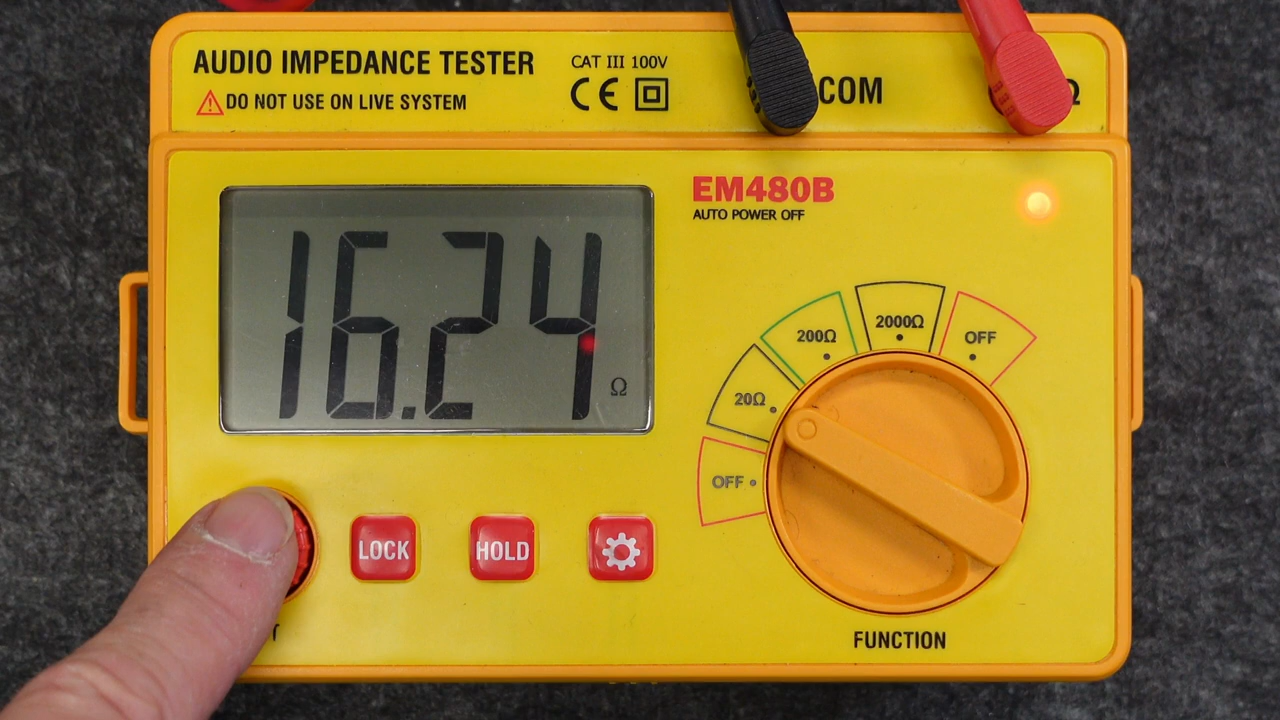 AUDIO IMPEDANCE TESTER
DO NOT USE ON LIVE SYSTEM
CAT III 100V
CE
COM
Ω
EM480B
AUTO POWER OFF
16.24
Ω
OFF
20Ω
200Ω
2000Ω
OFF
LOCK
HOLD
FUNCTION